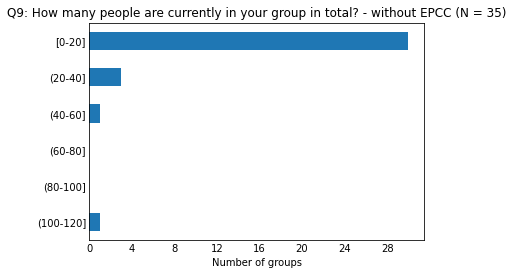 Q9: How many people are currently in your group in total? - without EPCC (N = 35)
[0-20]
(20-40]
(40-60]
(60-80]
(80-100]
(100-120]
0 4 8 12 16 20 24 28
Number of groups